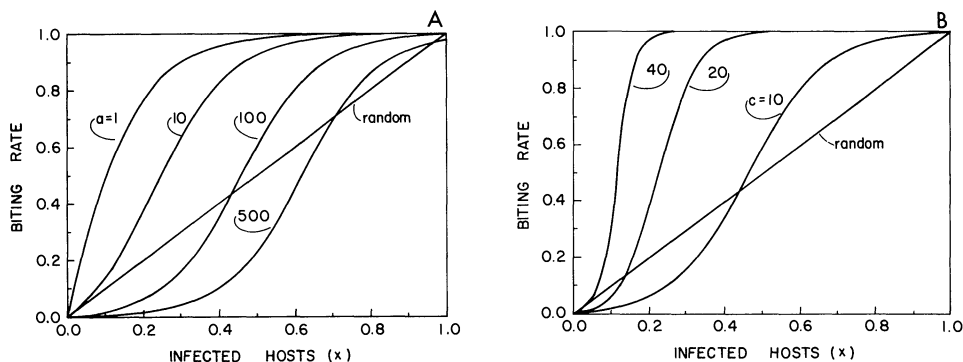 A
BITING RATE
1.0
0.8
0.6
0.4
0.2
0.0
a=1
10
100
500
random
0.0 0.2 0.4 0.6 0.8 1.0
INFECTED HOSTS (x)
B
BITING RATE
1.0
0.8
0.6
0.4
0.2
0.0
40
20
c=10
random
0.0 0.2 0.4 0.6 0.8 1.0
INFECTED HOSTS (x)